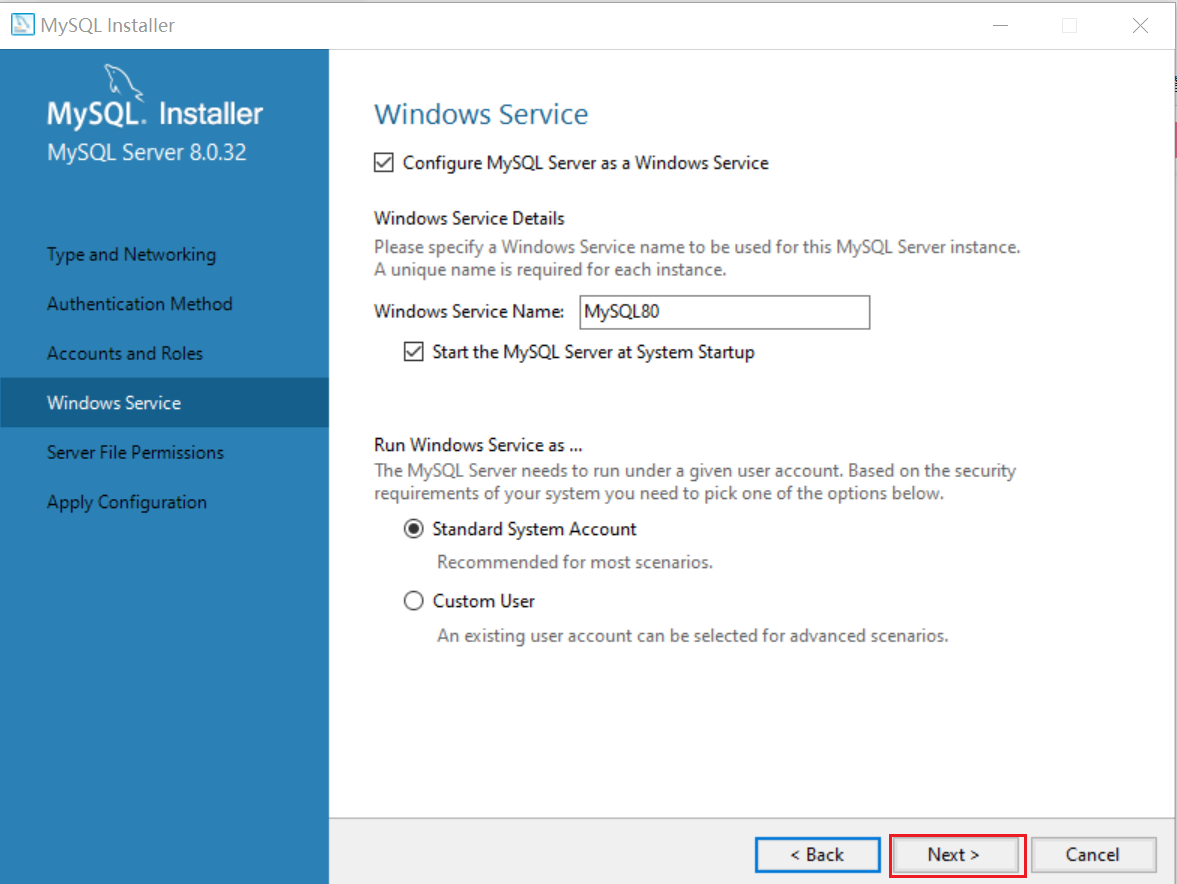 MySQL Installer
MySQL. Installer
MySQL Server 8.0.32
Type and Networking
Authentication Method
Accounts and Roles
Windows Service
Server File Permissions
Apply Configuration
Windows Service
Configure MySQL Server as a Windows Service
Windows Service Details
Please specify a Windows Service name to be used for this MySQL Server instance.
A unique name is required for each instance.
Windows Service Name: MySQL80
Start the MySQL Server at System Startup
Run Windows Service as ...
The MySQL Server needs to run under a given user account. Based on the security
requirements of your system you need to pick one of the options below.
Standard System Account
Recommended for most scenarios.
Custom User
An existing user account can be selected for advanced scenarios.
< Back Next > Cancel